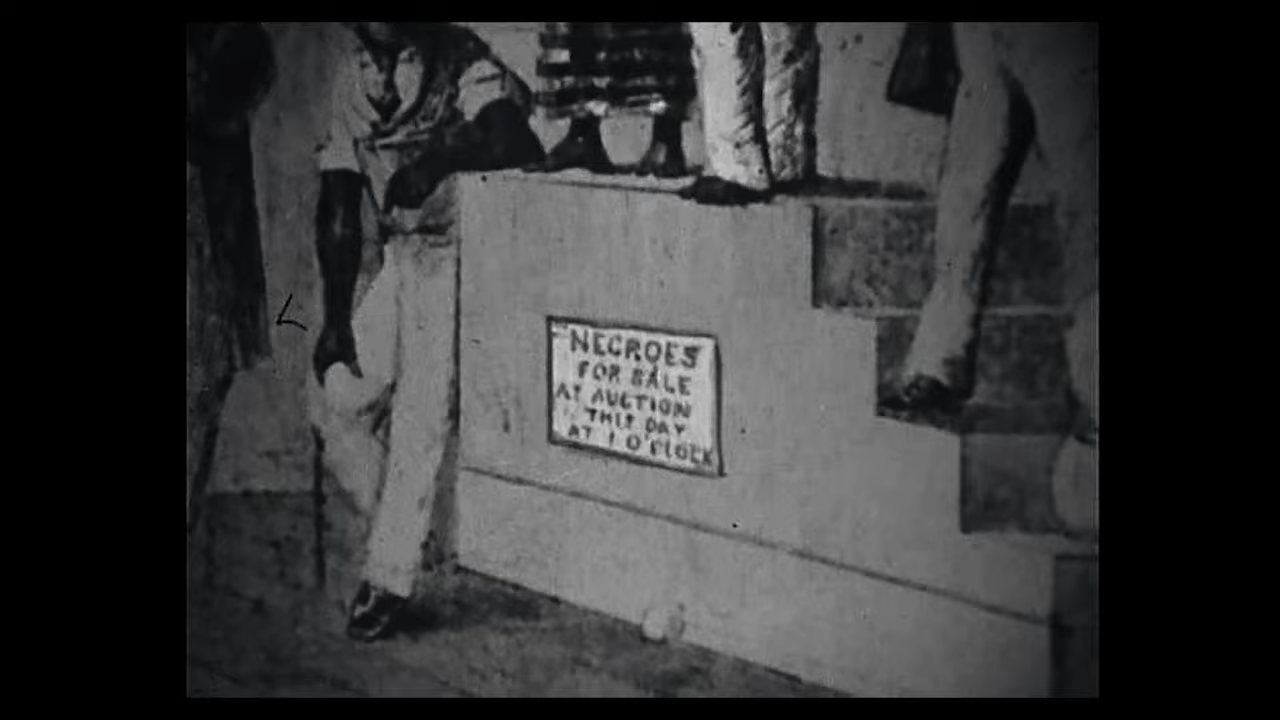 NEGROES
FOR SALE
AT AUCTION
THIS DAY
AT 1 O'CLOCK